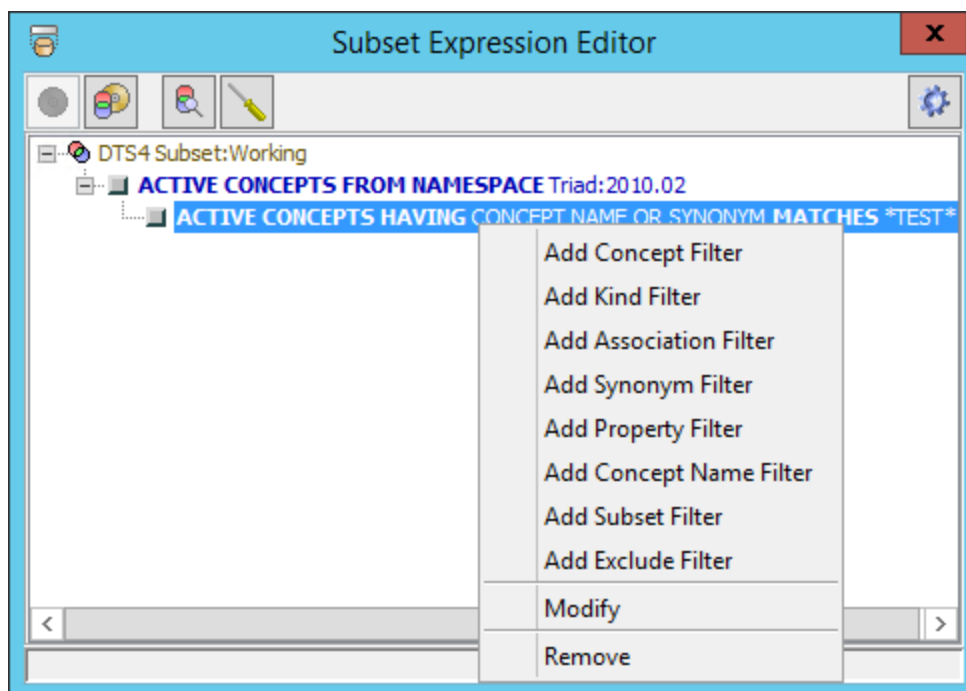 Subset Expression Editor
x
DTS4 Subset:Working
ACTIVE CONCEPTS FROM NAMESPACE Triad:2010.02
ACTIVE CONCEPTS HAVING CONCEPT NAME OR SYNONYM MATCHES *TEST*
Add Concept Filter
Add Kind Filter
Add Association Filter
Add Synonym Filter
Add Property Filter
Add Concept Name Filter
Add Subset Filter
Add Exclude Filter
Modify
Remove